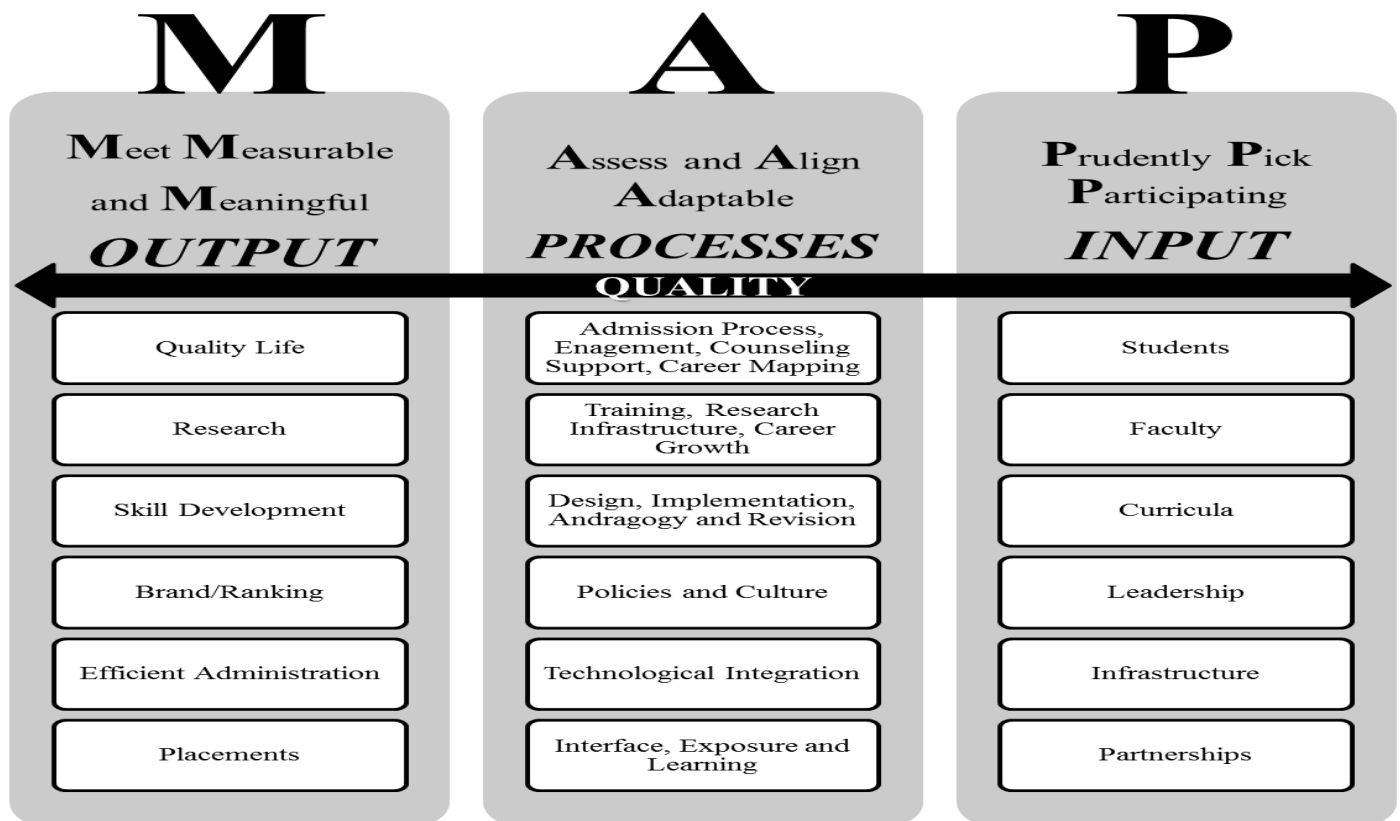 M
Meet Measurable
and Meaningful
OUTPUT
A
Assess and Align
Adaptable
PROCESSES
P
Prudently Pick
Participating
INPUT
QUALITY
Quality Life
Research
Skill Development
Brand/Ranking
Efficient Administration
Placements
Admission Process,
Enagement, Counseling
Support, Career Mapping
Training, Research
Infrastructure, Career
Growth
Design, Implementation,
Andragogy and Revision
Policies and Culture
Technological Integration
Interface, Exposure and
Learning
Students
Faculty
Curricula
Leadership
Infrastructure
Partnerships